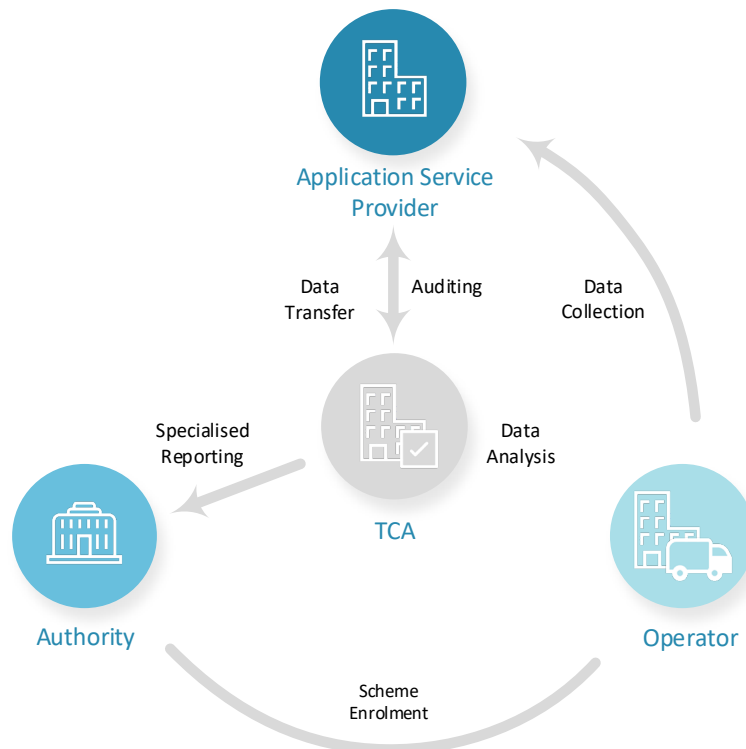 Application Service
Provider
Data
Transfer
Auditing
Data
Collection
Specialised
Reporting
Data
Analysis
TCA
Authority
Operator
Scheme
Enrolment